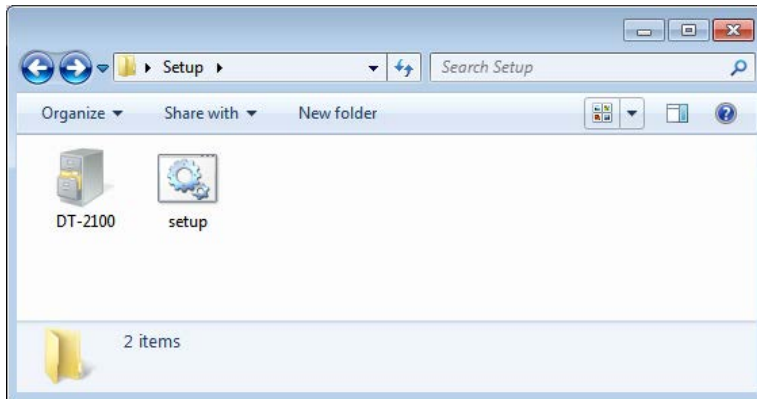 Setup
Search Setup
Organize
Share with
New folder
DT-2100
setup
2 items